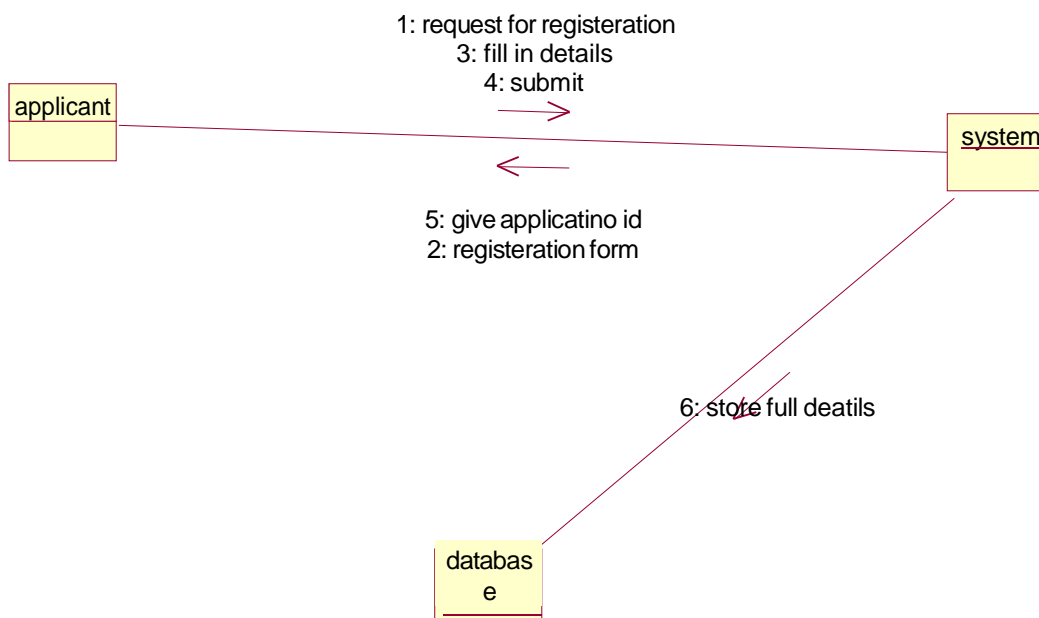 1: request for registeration
3: fill in details
4: submit
applicant
system
5: give applicatino id
2: registeration form
6: store full deatils
databas
e